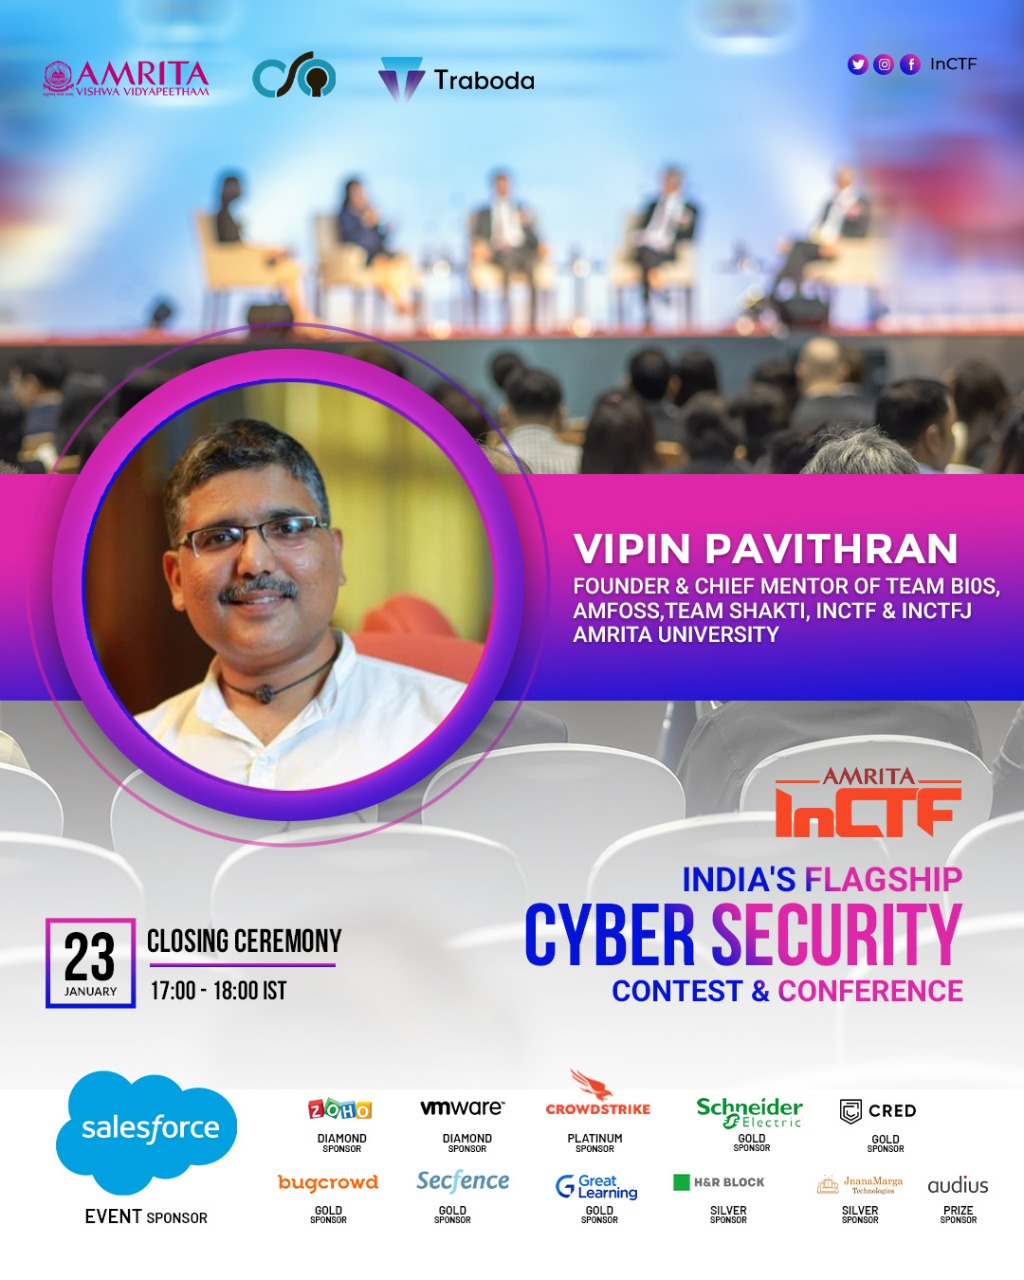 AMRITA
VISHWA VIDYAPEETHAM
Traboda
InCTF
VIPIN PAVITHRAN
FOUNDER & CHIEF MENTOR OF TEAM BI0S,
AMFOSS,TEAM SHAKTI, INCTF & INCTFJ
AMRITA UNIVERSITY
AMRITA
InCTF
INDIA'S FLAGSHIP
CYBER SECURITY
CONTEST & CONFERENCE
23
JANUARY
CLOSING CEREMONY
17:00 - 18:00 IST
salesforce
EVENT SPONSOR
ZOHO
DIAMOND
SPONSOR
vmware
DIAMOND
SPONSOR
CROWDSTRIKE
PLATINUM
SPONSOR
Schneider
Electric
GOLD
SPONSOR
CRED
GOLD
SPONSOR
bugcrowd
GOLD
SPONSOR
Secfence
GOLD
SPONSOR
Great
Learning
GOLD
SPONSOR
H&R BLOCK
SILVER
SPONSOR
JnanaMarga
Technologies
SILVER
SPONSOR
audius
PRIZE
SPONSOR